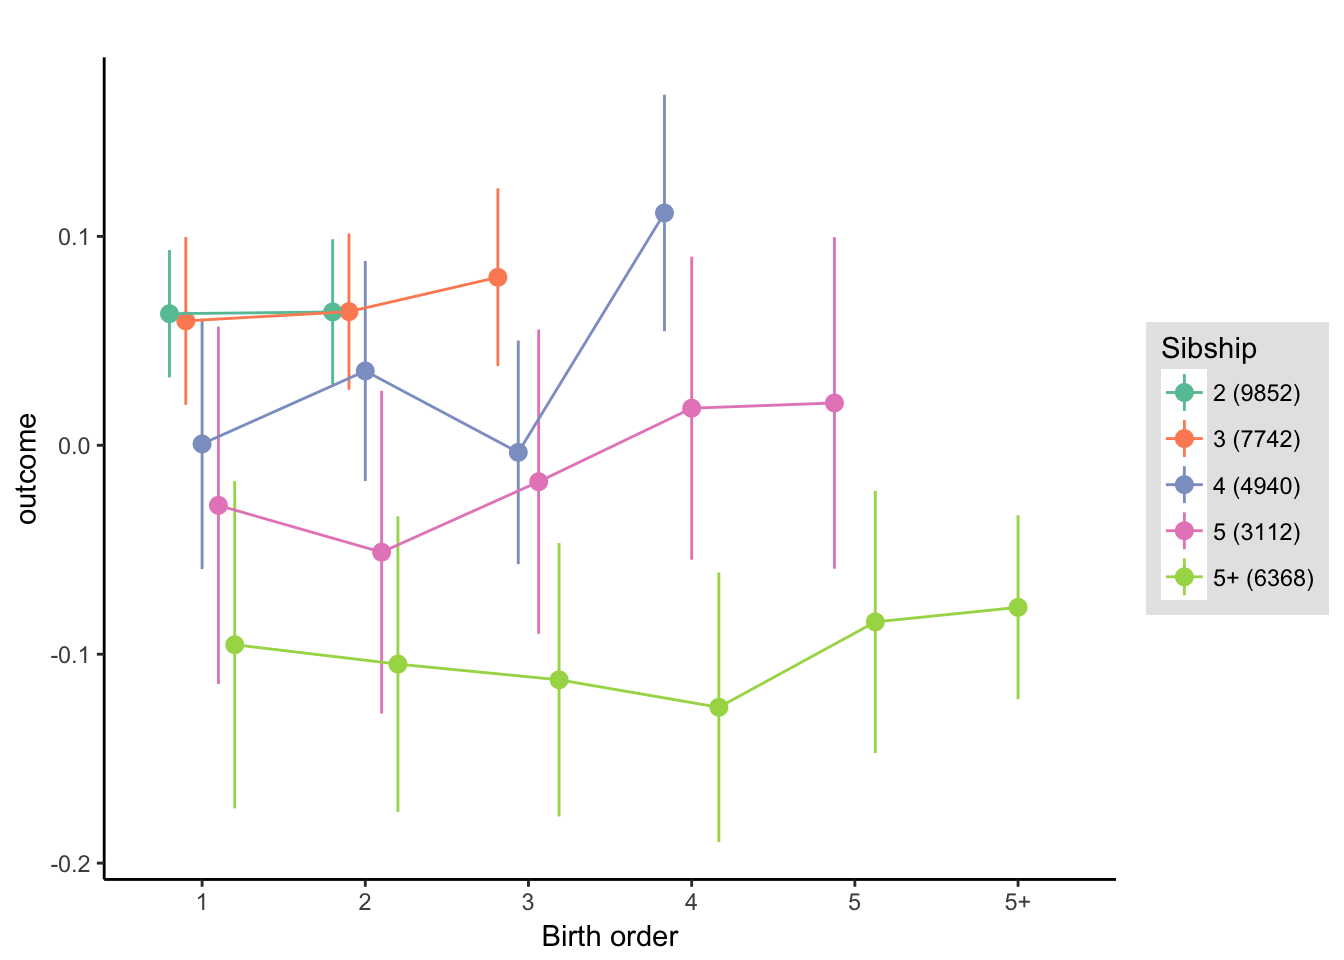 outcome
0.1
0.0
-0.1
-0.2
1 2 3 4 5 5+
Birth order
Sibship
2 (9852)
3 (7742)
4 (4940)
5 (3112)
5+ (6368)